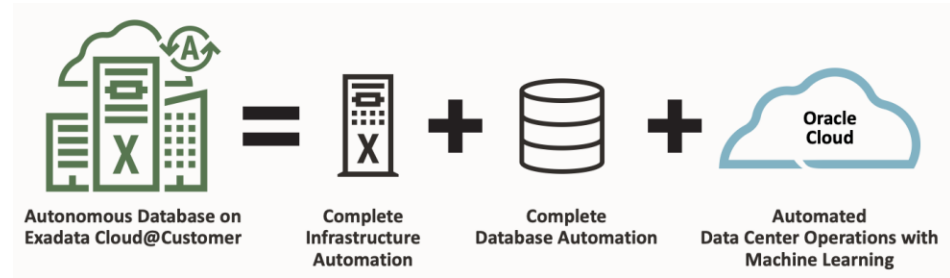 A
X
=
X
+
+
Oracle
Cloud
Autonomous Database on
Exadata Cloud@Customer
Complete
Infrastructure
Automation
Complete
Database Automation
Automated
Data Center Operations with
Machine Learning